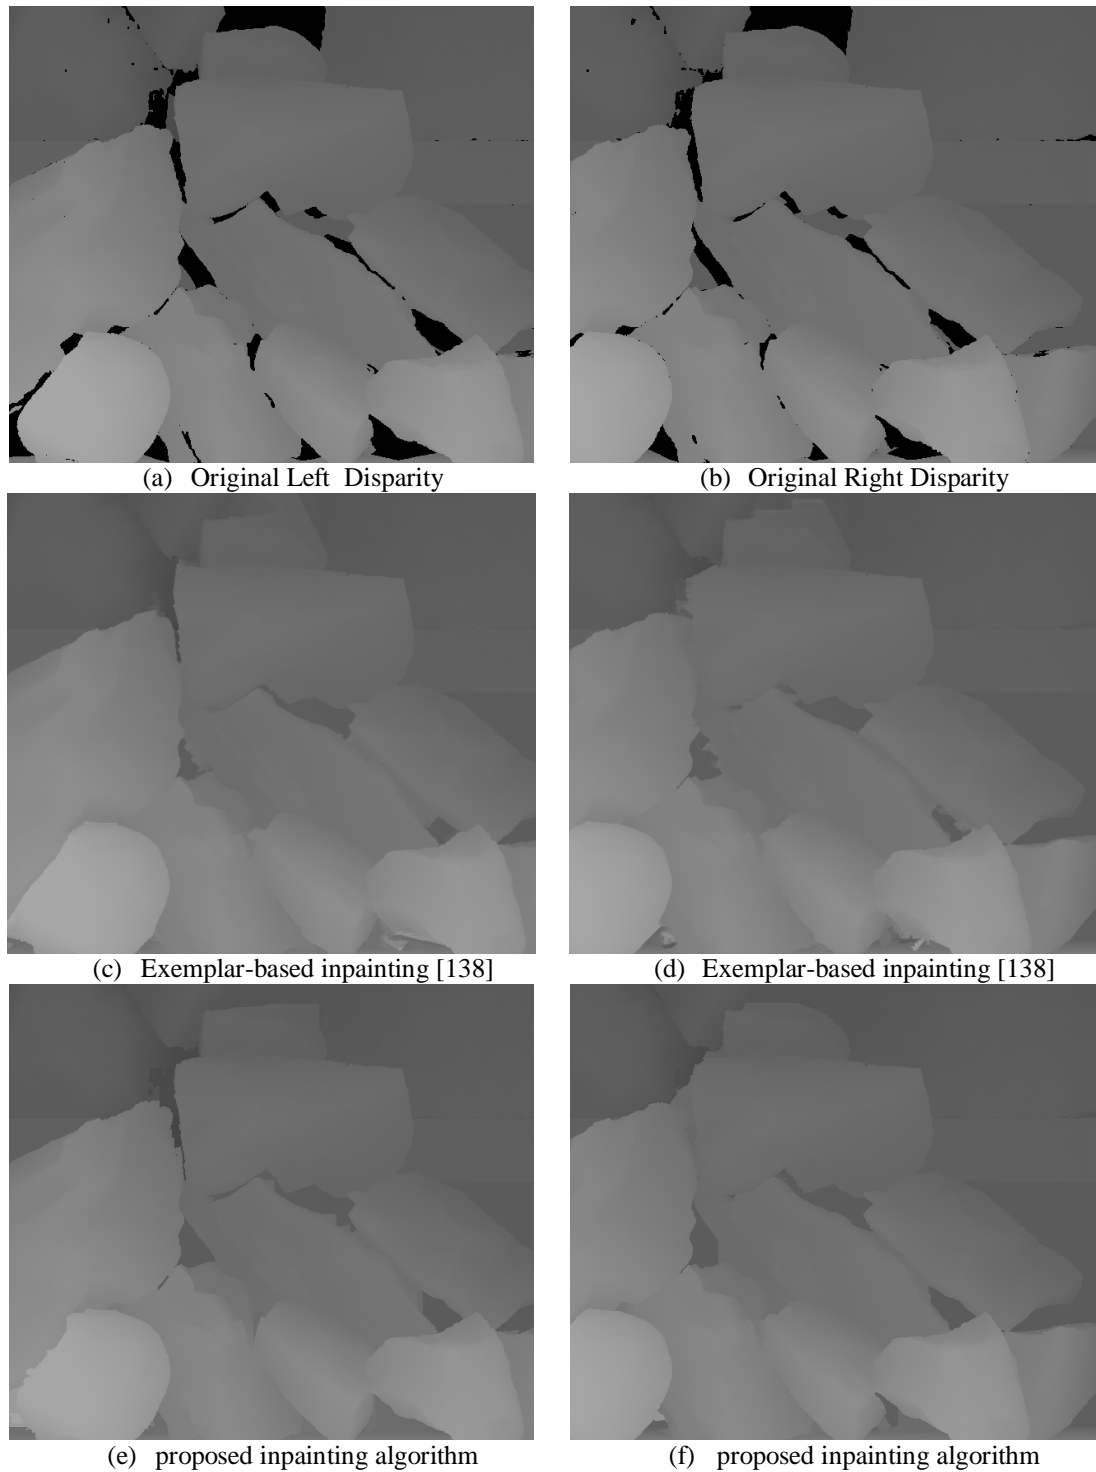 (a) Original Left Disparity
(b) Original Right Disparity
(c) Exemplar-based inpainting [138]
(d) Exemplar-based inpainting [138]
(e) proposed inpainting algorithm
(f) proposed inpainting algorithm